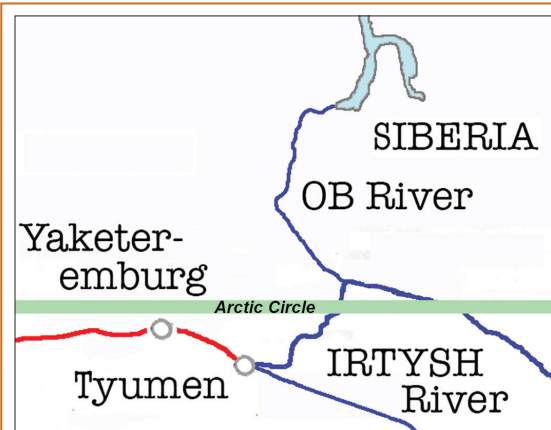 SIBERIA
OB River
Yaketer-
emburg
Arctic Circle
Tyumen
IRTYSH
River